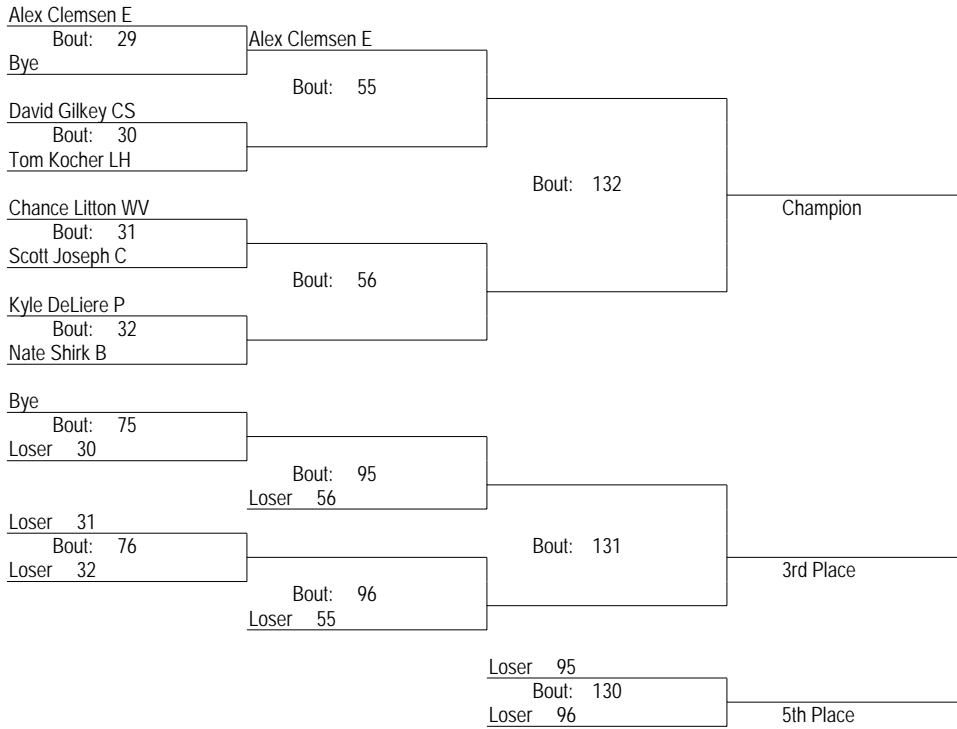 Alex Clemsen E
Bout: 29
Alex Clemsen E
Bye
Bout: 55
David Gilkey CS
Bout: 30
Tom Kocher LH
Bout: 132
Chance Litton WV
Champion
Bout: 31
Scott Joseph C
Bout: 56
Kyle DeLiere P
Bout: 32
Nate Shirk B
Bye
Bout: 75
Loser 30
Bout: 95
Loser 56
Loser 31
Bout: 76
Bout: 131
Loser 32
3rd Place
Bout: 96
Loser 55
Loser 95
Bout: 130
Loser 96
5th Place